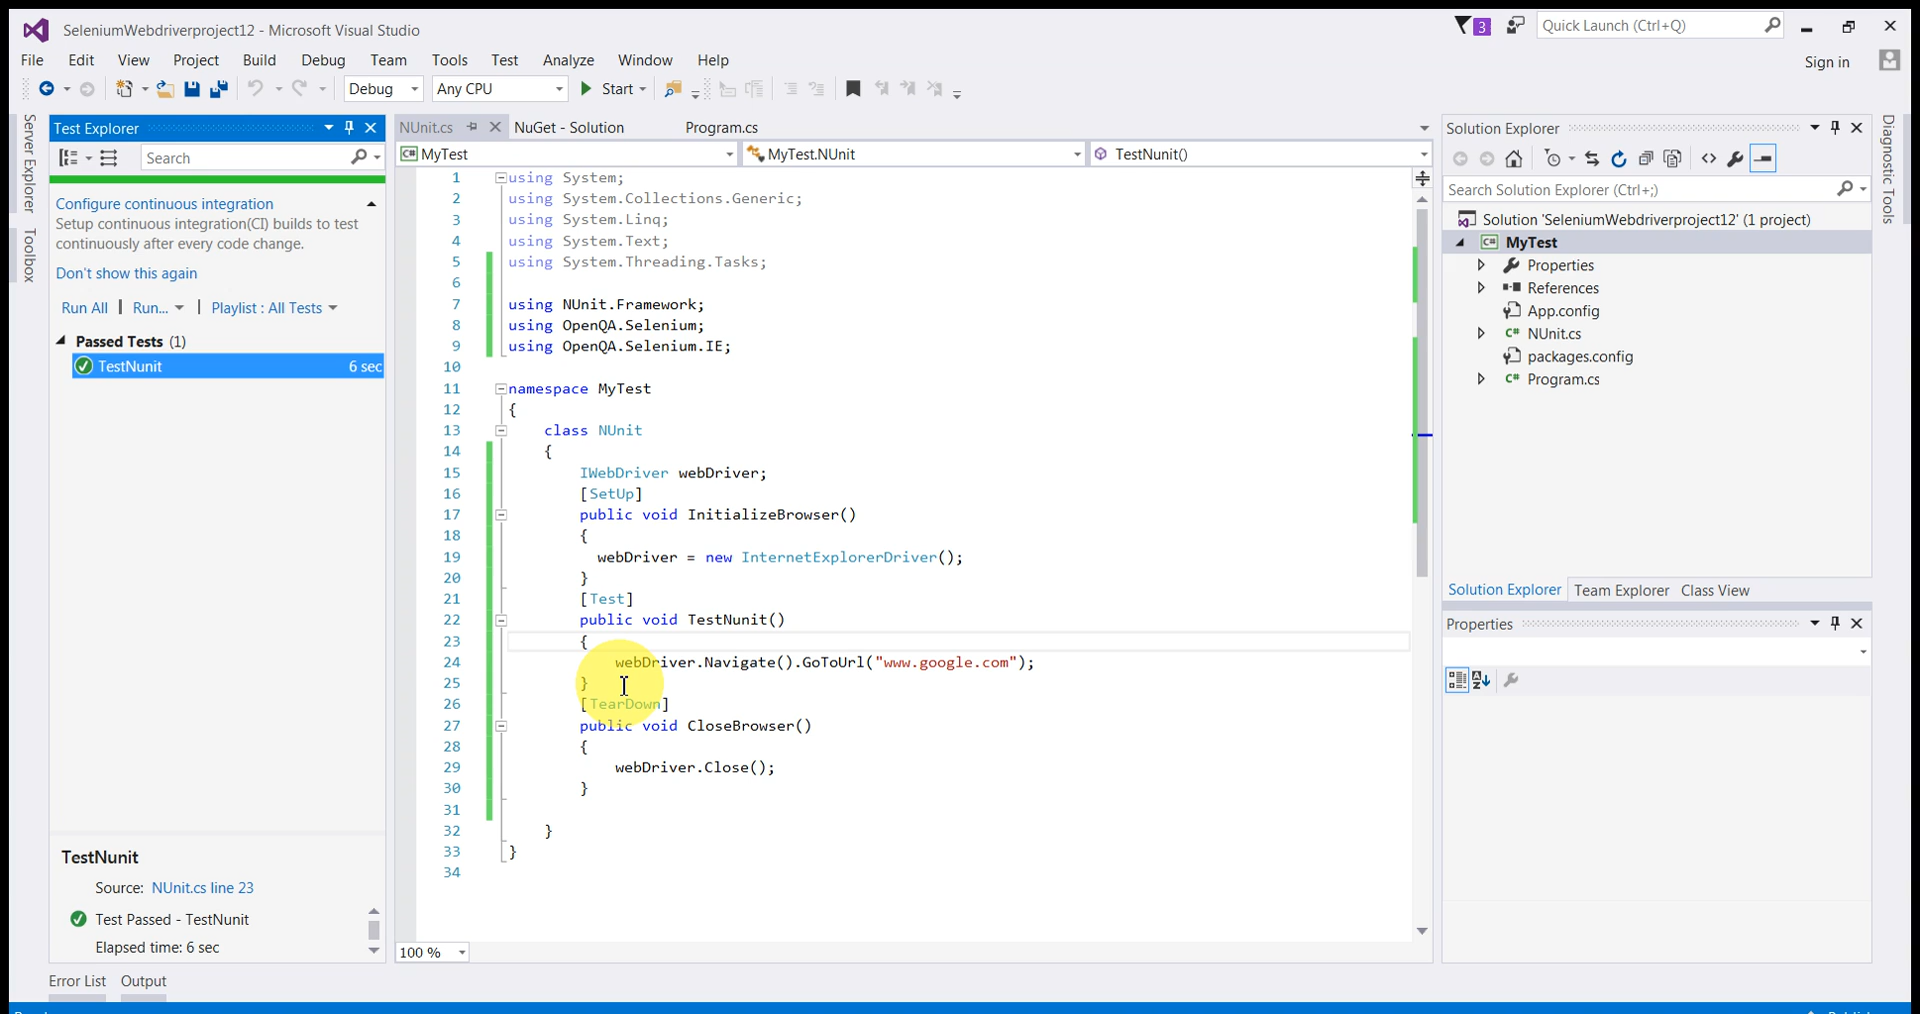 SeleniumWebdriverproject12 - Microsoft Visual Studio
3
Quick Launch (Ctrl+Q)
File Edit View Project Build Debug Team Tools Test Analyze Window Help
Sign in
Debug Any CPU Start
Server Explorer
Toolbox
Test Explorer
Search
Configure continuous integration
Setup continuous integration(CI) builds to test
continuously after every code change.
Don't show this again
Run All | Run... | Playlist : All Tests
Passed Tests (1)
TestNunit 6 sec
TestNunit
Source: NUnit.cs line 23
Test Passed - TestNunit
Elapsed time: 6 sec
NUnit.cs NuGet - Solution Program.cs
MyTest MyTest.NUnit TestNunit()
1 using System;
2 using System.Collections.Generic;
3 using System.Linq;
4 using System.Text;
5 using System.Threading.Tasks;
6
7 using NUnit.Framework;
8 using OpenQA.Selenium;
9 using OpenQA.Selenium.IE;
10
11 namespace MyTest
12 {
13 class NUnit
14 {
15 IWebDriver webDriver;
16 [SetUp]
17 public void InitializeBrowser()
18 {
19 webDriver = new InternetExplorerDriver();
20 }
21 [Test]
22 public void TestNunit()
23 {
24 webDriver.Navigate().GoToUrl("www.google.com");
25 }
26 [TearDown]
27 public void CloseBrowser()
28 {
29 webDriver.Close();
30 }
31
32 }
33 }
34
100 %
Solution Explorer
Search Solution Explorer (Ctrl+;)
Solution 'SeleniumWebdriverproject12' (1 project)
MyTest
Properties
References
App.config
NUnit.cs
packages.config
Program.cs
Solution Explorer Team Explorer Class View
Properties
Diagnostic Tools
Error List Output